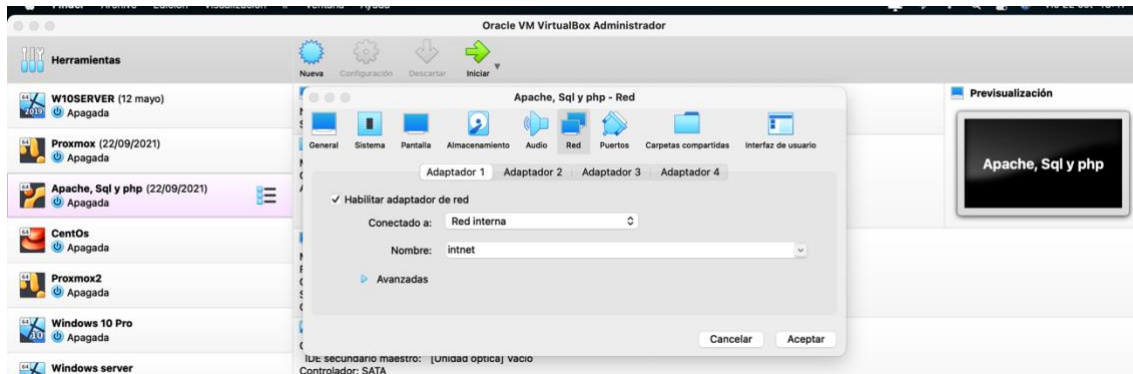 Oracle VM VirtualBox Administrador
Herramientas
Nueva Configuración Descartar Iniciar
W10SERVER (12 mayo)
Apagada
Proxmox (22/09/2021)
Apagada
Apache, Sql y php (22/09/2021)
Apagada
CentOs
Apagada
Proxmox2
Apagada
Windows 10 Pro
Apagada
Windows server
Apache, Sql y php - Red
General Sistema Pantalla Almacenamiento Audio Red Puertos Carpetas compartidas Interfaz de usuario
Adaptador 1 Adaptador 2 Adaptador 3 Adaptador 4
Habilitar adaptador de red
Conectado a: Red interna
Nombre: intnet
Avanzadas
Cancelar Aceptar
IDE secundario maestro: [Unidad óptica] Vacío
Controlador: SATA
Previsualización
Apache, Sql y php